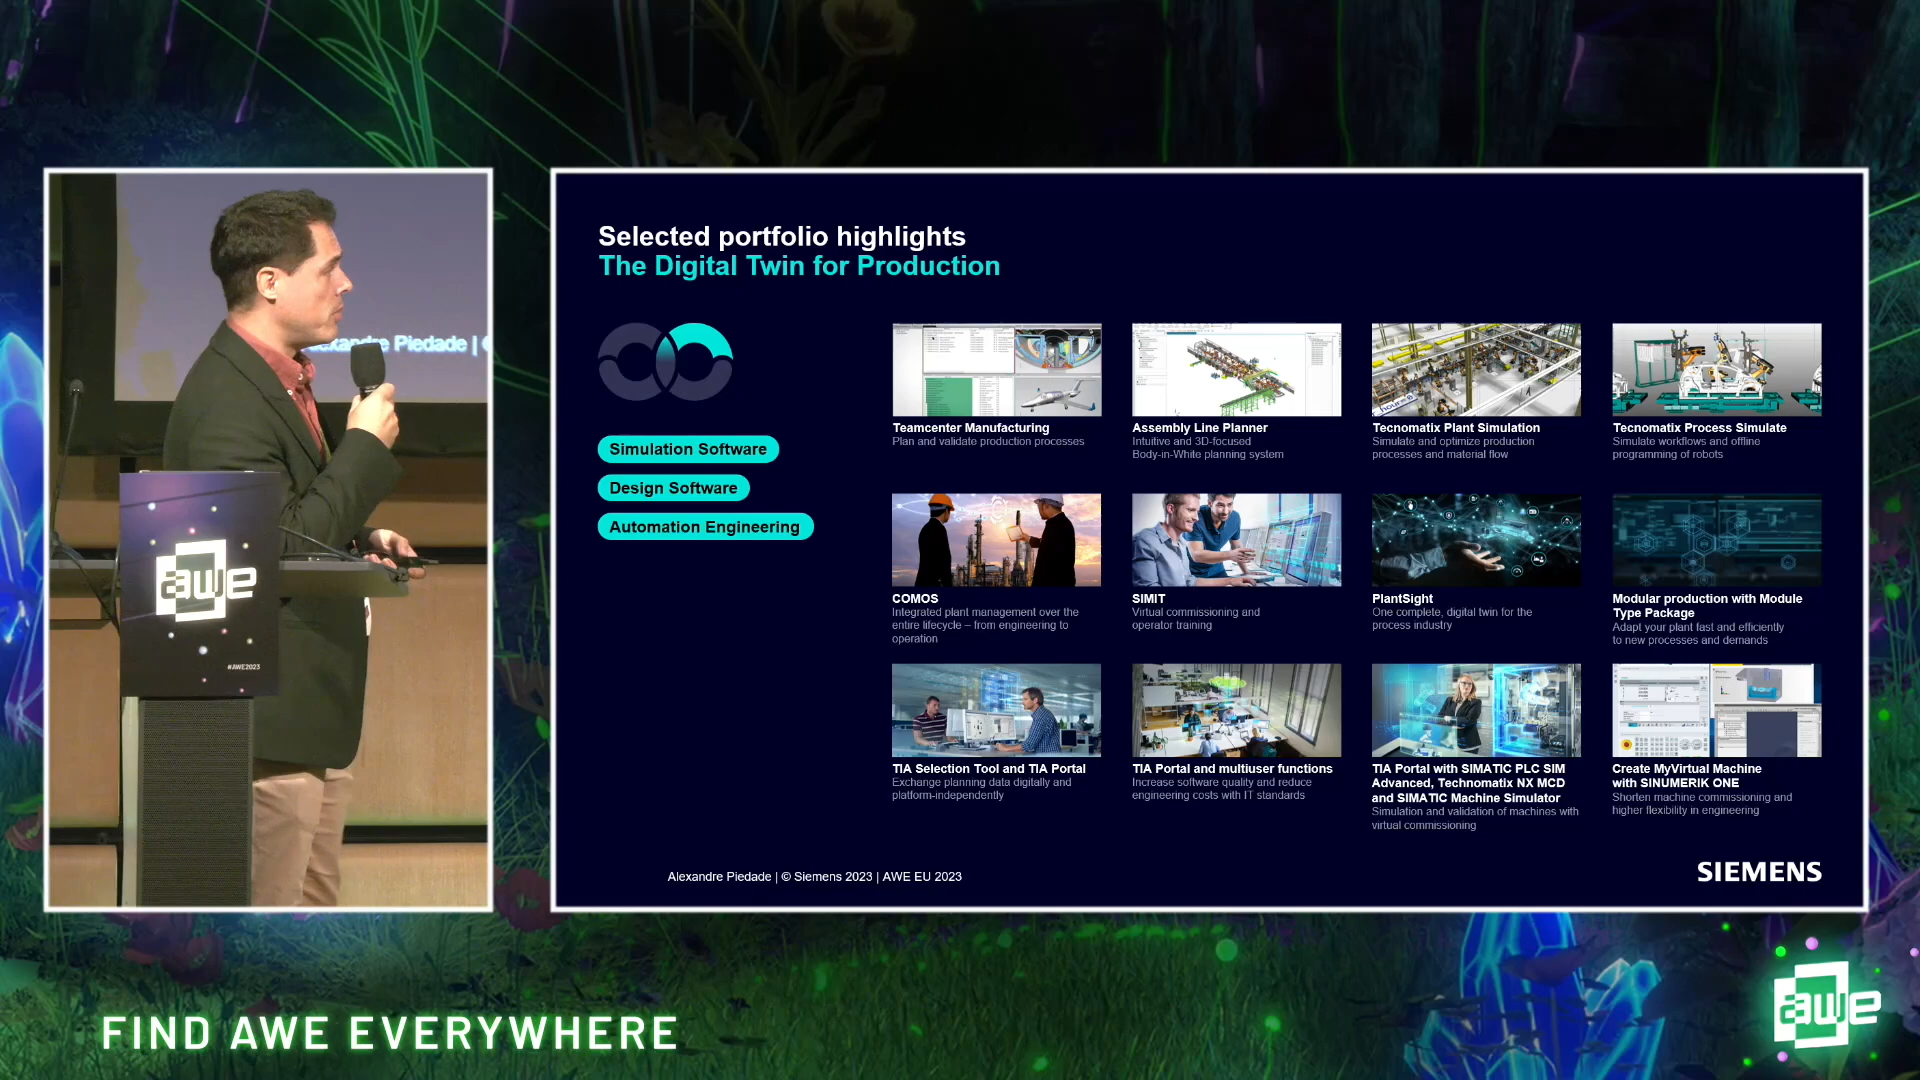 Alexandre Piedade |
awe
#AWE2023
Selected portfolio highlights
The Digital Twin for Production
Simulation Software
Design Software
Automation Engineering
Teamcenter Manufacturing
Plan and validate production processes
Assembly Line Planner
Intuitive and 3D-focused
Body-in-White planning system
Tecnomatix Plant Simulation
Simulate and optimize production
processes and material flow
Tecnomatix Process Simulate
Simulate workflows and offline
programming of robots
COMOS
Integrated plant management over the
entire lifecycle – from engineering to
operation
SIMIT
Virtual commissioning and
operator training
PlantSight
One complete, digital twin for the
process industry
Modular production with Module
Type Package
Adapt your plant fast and efficiently
to new processes and demands
TIA Selection Tool and TIA Portal
Exchange planning data digitally and
platform-independently
TIA Portal and multiuser functions
Increase software quality and reduce
engineering costs with IT standards
TIA Portal with SIMATIC PLC SIM
Advanced, Technomatix NX MCD
and SIMATIC Machine Simulator
Simulation and validation of machines with
virtual commissioning
Create MyVirtual Machine
with SINUMERIK ONE
Shorten machine commissioning and
higher flexibility in engineering
Alexandre Piedade | © Siemens 2023 | AWE EU 2023
SIEMENS
FIND AWE EVERYWHERE
awe